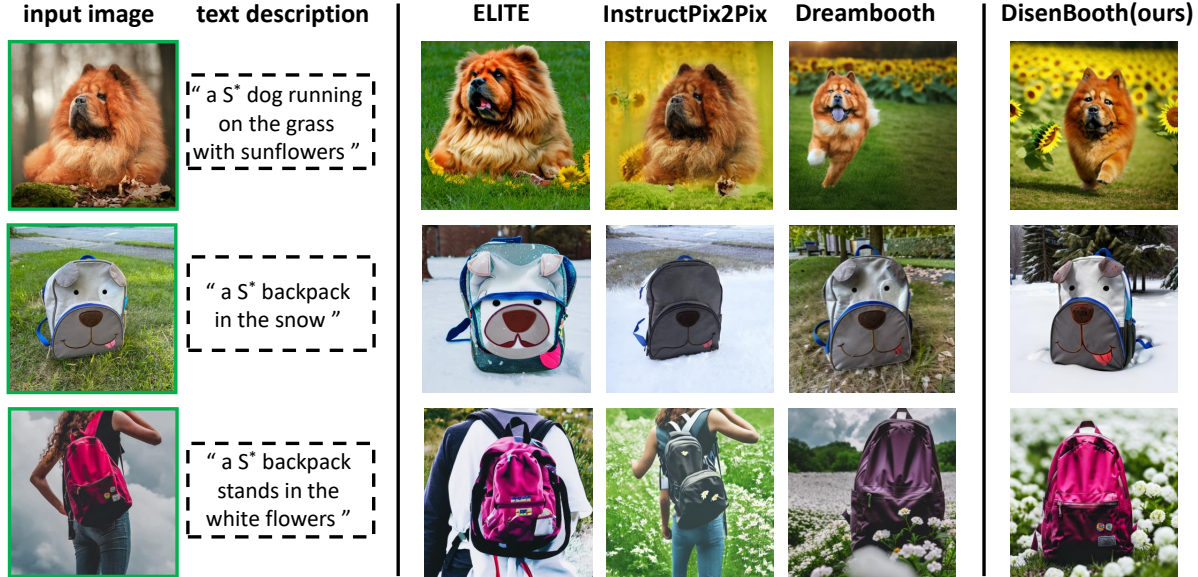 input image
text description
ELITE
InstructPix2Pix
Dreambooth
DisenBooth(ours)
“ a S* dog running
on the grass
with sunflowers ”
“ a S* backpack
in the snow ”
“ a S* backpack
stands in the
white flowers ”